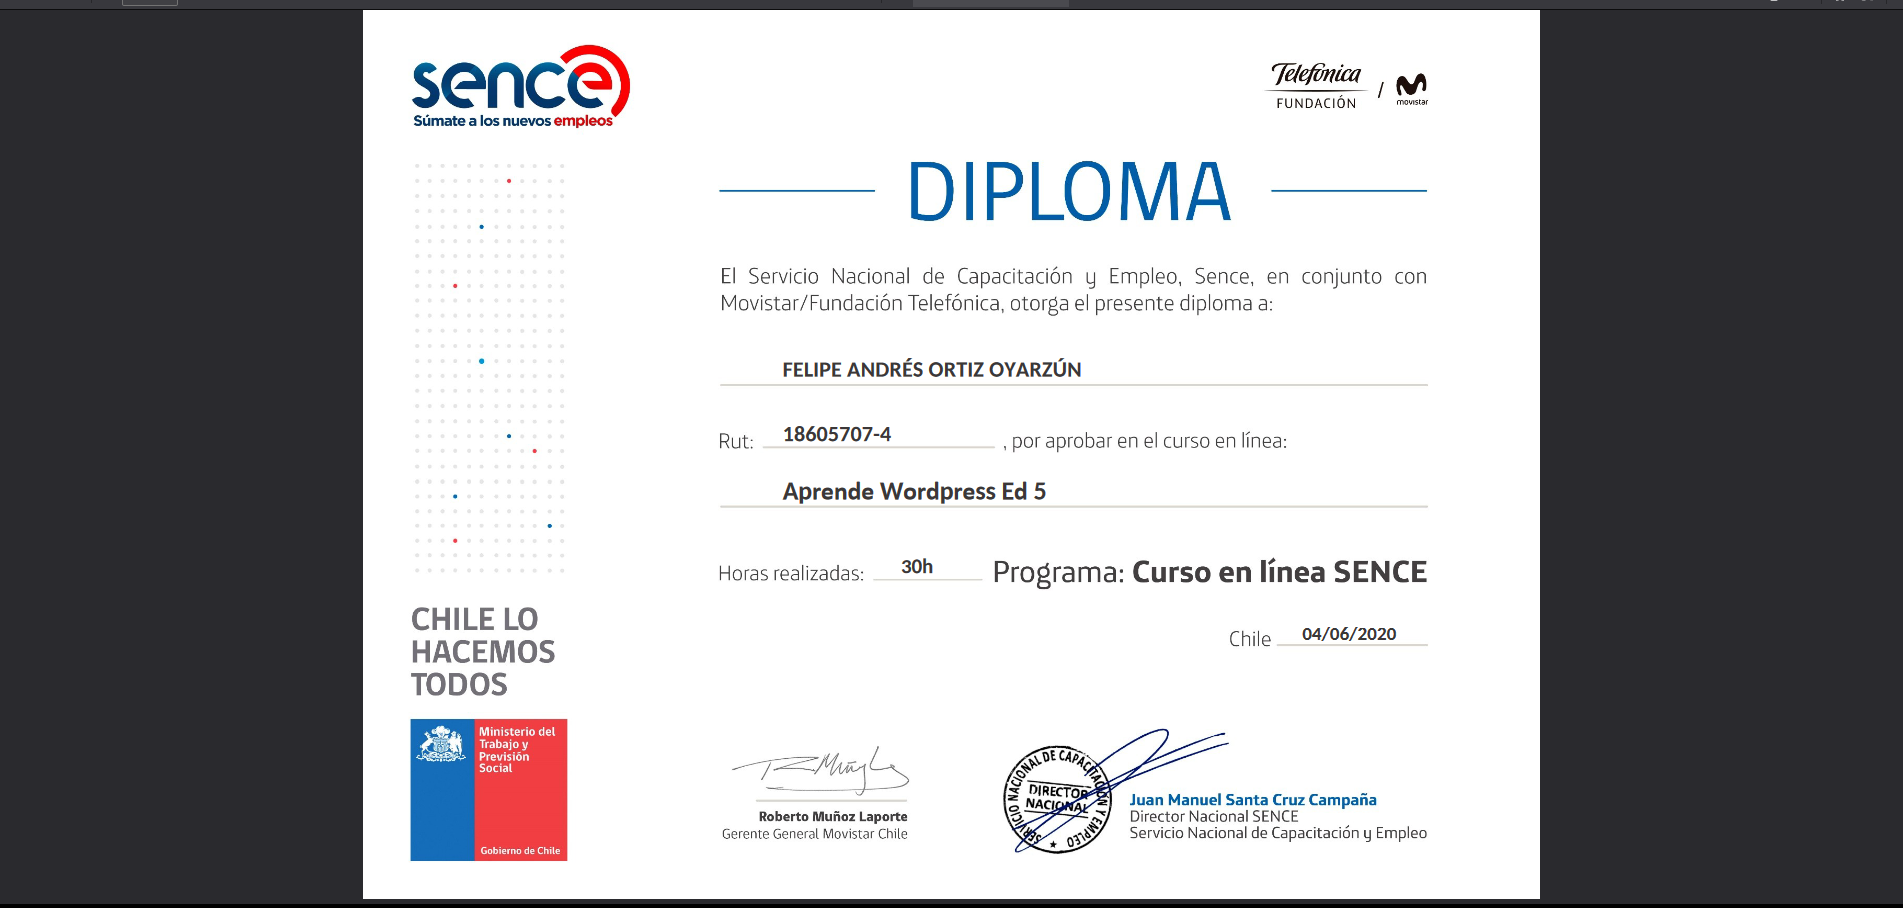 sence
Súmate a los nuevos empleos
Telefónica
FUNDACIÓN
/
movistar
DIPLOMA
El Servicio Nacional de Capacitación y Empleo, Sence, en conjunto con
Movistar/Fundación Telefónica, otorga el presente diploma a:
FELIPE ANDRÉS ORTIZ OYARZÚN
Rut: 18605707-4 , por aprobar en el curso en línea:
Aprende Wordpress Ed 5
Horas realizadas: 30h Programa: Curso en línea SENCE
Chile 04/06/2020
CHILE LO
HACEMOS
TODOS
Ministerio del
Trabajo y
Previsión
Social
Gobierno de Chile
R. Muñoz L
Roberto Muñoz Laporte
Gerente General Movistar Chile
SERVICIO NACIONAL DE CAPACITACIÓN Y EMPLEO
DIRECTOR
NACIONAL
Juan Manuel Santa Cruz Campaña
Director Nacional SENCE
Servicio Nacional de Capacitación y Empleo